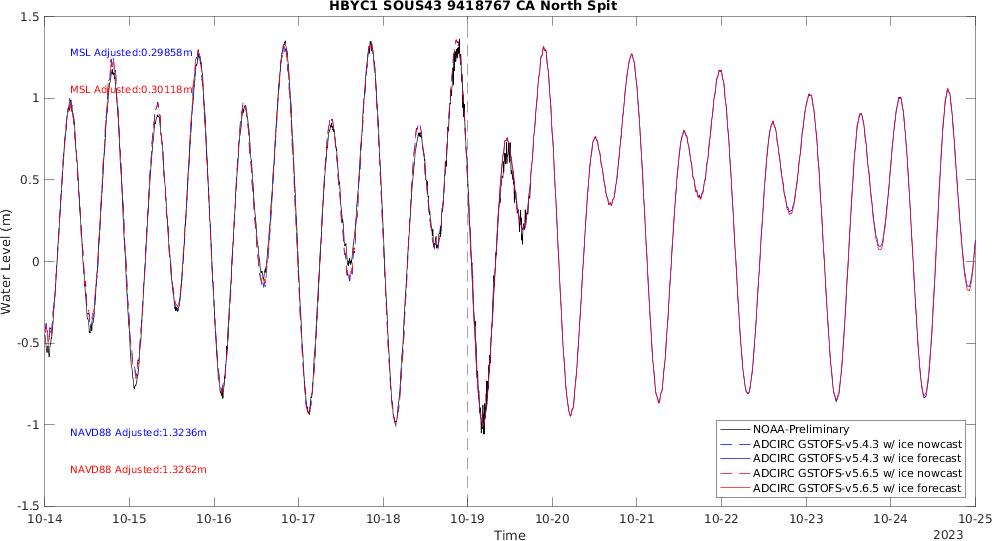 HBYC1 SOUS43 9418767 CA North Spit
1.5
MSL Adjusted:0.29858m
MSL Adjusted:0.30118m
1
0.5
Water Level (m)
0
-0.5
-1
NAVD88 Adjusted:1.3236m
NAVD88 Adjusted:1.3262m
NOAA-Preliminary
ADCIRC GSTOFS-v5.4.3 w/ ice nowcast
ADCIRC GSTOFS-v5.4.3 w/ ice forecast
ADCIRC GSTOFS-v5.6.5 w/ ice nowcast
ADCIRC GSTOFS-v5.6.5 w/ ice forecast
-1.5
10-14 10-15 10-16 10-17 10-18 10-19 10-20 10-21 10-22 10-23 10-24 10-25
Time
2023